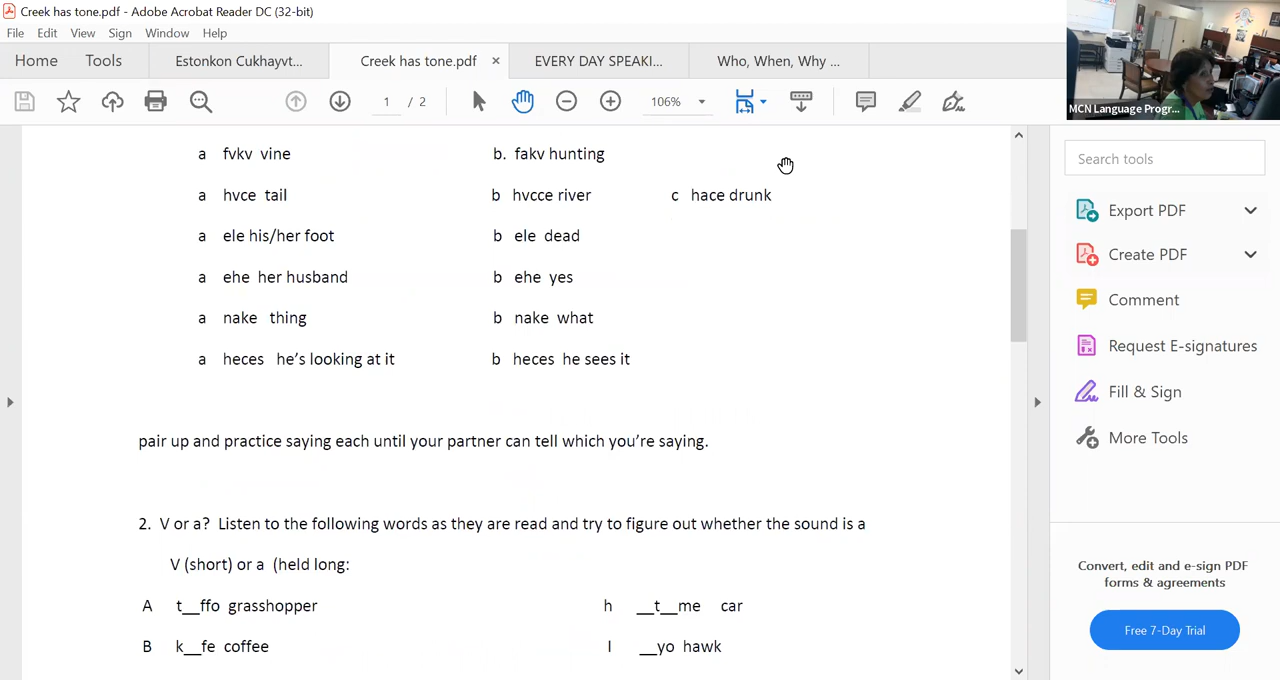 Creek has tone.pdf - Adobe Acrobat Reader DC (32-bit)
File Edit View Sign Window Help
Home Tools Estonkon Cukhayvt... Creek has tone.pdf × EVERY DAY SPEAKI... Who, When, Why ...
1 / 2 106%
MCN Language Progr...
a fvkv vine b. fakv hunting
a hvce tail b hvcce river c hace drunk
a ele his/her foot b ele dead
a ehe her husband b ehe yes
a nake thing b nake what
a heces he's looking at it b heces he sees it
pair up and practice saying each until your partner can tell which you're saying.
2. V or a? Listen to the following words as they are read and try to figure out whether the sound is a
V (short) or a (held long:
A t__ffo grasshopper h __t__me car
B k__fe coffee I __yo hawk
Search tools
Export PDF
Create PDF
Comment
Request E-signatures
Fill & Sign
More Tools
Convert, edit and e-sign PDF
forms & agreements
Free 7-Day Trial